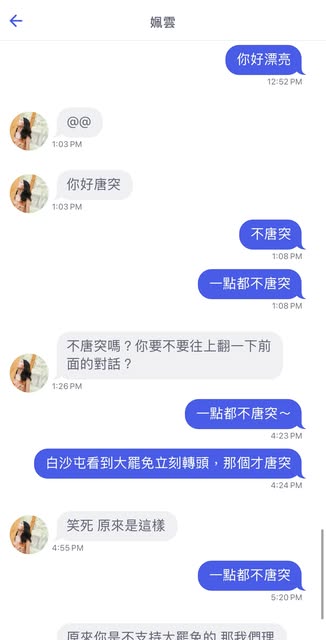 姵雲
你好漂亮
12:52 PM
@@
1:03 PM
你好唐突
1:03 PM
不唐突
1:08 PM
一點都不唐突
1:08 PM
不唐突嗎？你要不要往上翻一下前
面的對話？
1:26 PM
一點都不唐突～
4:23 PM
白沙屯看到大罷免立刻轉頭，那個才唐突
4:24 PM
笑死 原來是這樣
4:55 PM
一點都不唐突
5:20 PM
原來你是不支持大罷免的 那我們理